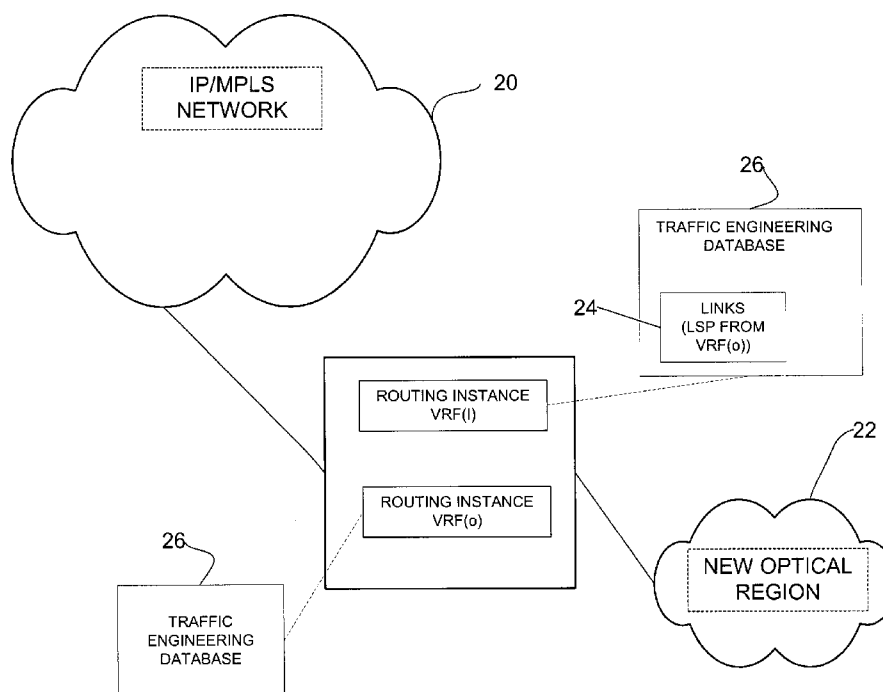 IP/MPLS
NETWORK
20
26
TRAFFIC ENGINEERING
DATABASE
24
LINKS
(LSP FROM
VRF(o))
ROUTING INSTANCE
VRF(I)
ROUTING INSTANCE
VRF(o)
22
NEW OPTICAL
REGION
26
TRAFFIC
ENGINEERING
DATABASE